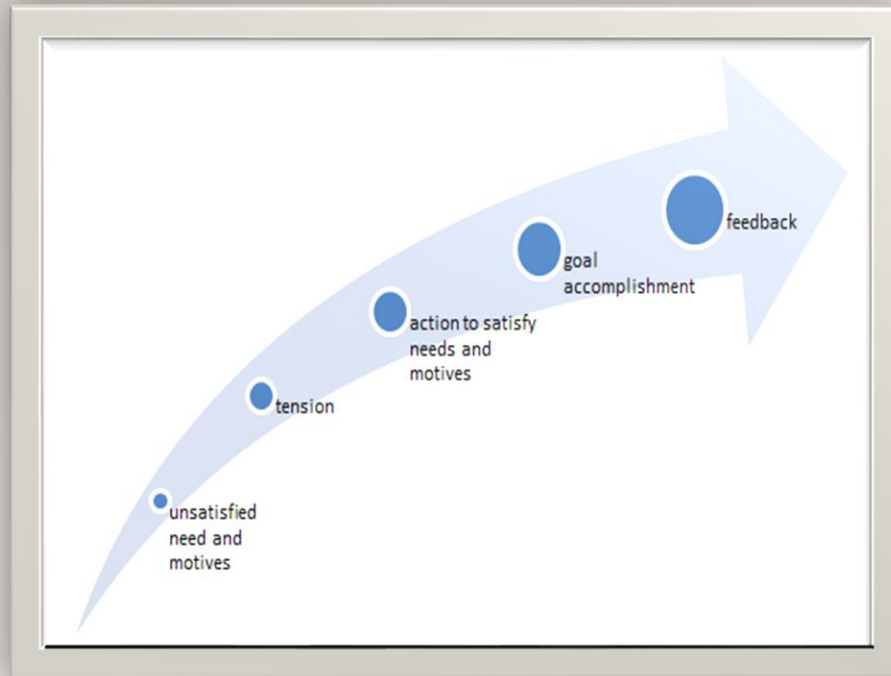 unsatisfied
need and
motives
tension
action to satisfy
needs and
motives
goal
accomplishment
feedback